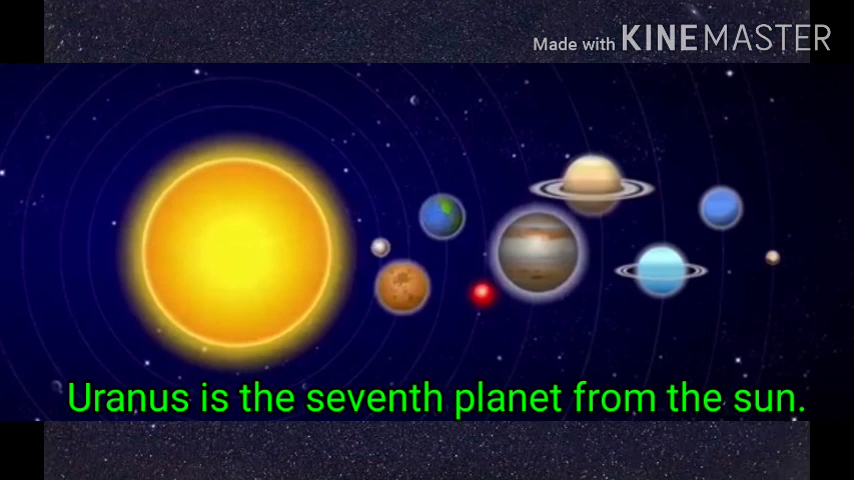 Made with KINEMASTER
Uranus is the seventh planet from the sun.